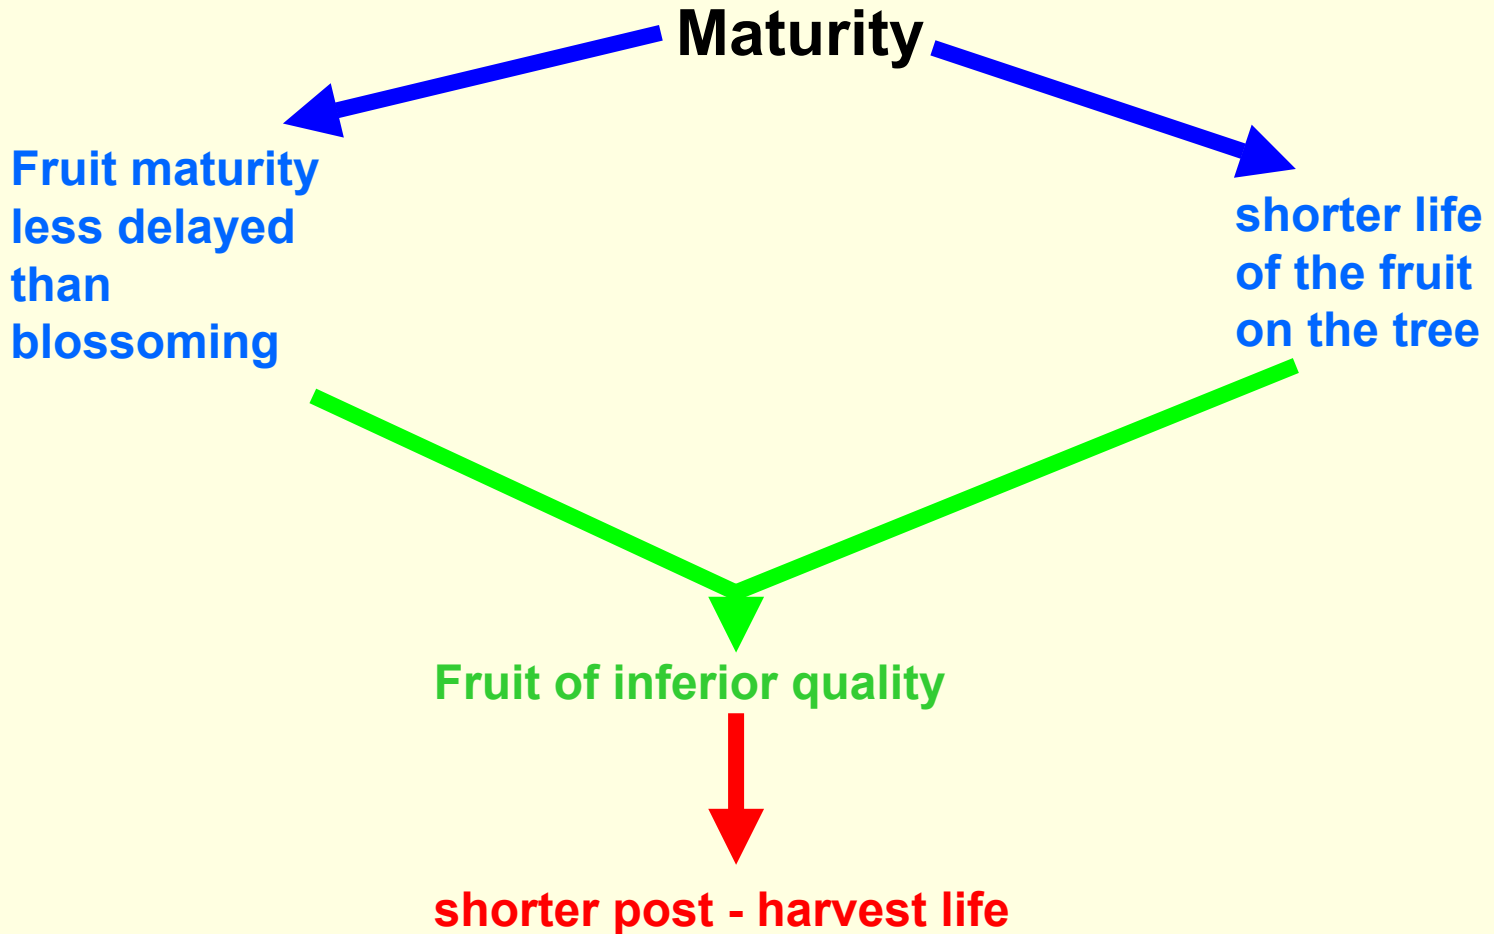 Maturity
Fruit maturity
less delayed
than
blossoming
shorter life
of the fruit
on the tree
Fruit of inferior quality
shorter post - harvest life